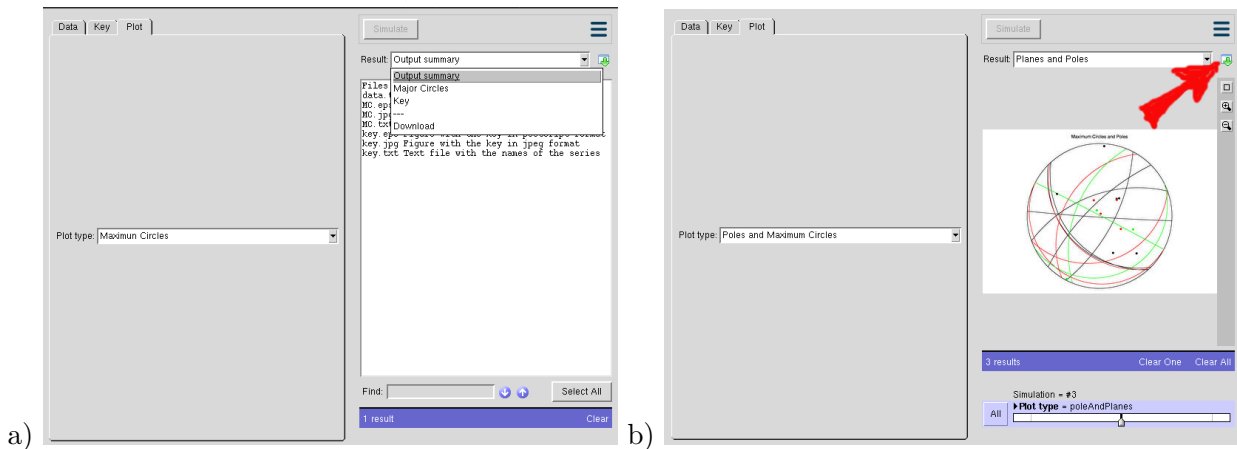 Data Key Plot
Simulate
Result: Output summary
Output summary
Major Circles
Key
---
Download
Files
data.
MC.eps
MC.jp
MC.txt
key.eps Figure with the key in postscript format
key.jpg Figure with the key in jpeg format
key.txt Text file with the names of the series
Plot type: Maximun Circles
Find: Select All
1 result Clear
a)
Data Key Plot
Simulate
Result: Planes and Poles
Maximum Circles and Poles
Plot type: Poles and Maximum Circles
3 results Clear One Clear All
Simulation = #3
All Plot type = poleAndPlanes
b)